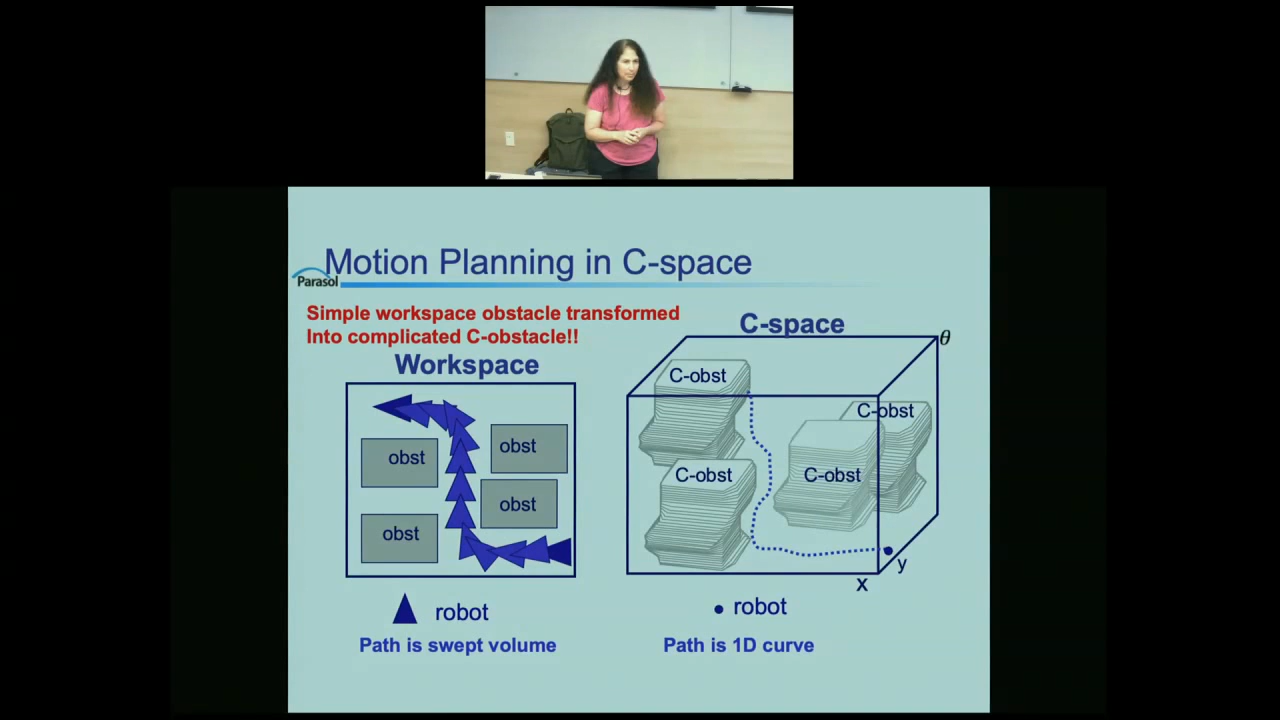 Motion Planning in C-space
Parasol
Simple workspace obstacle transformed
Into complicated C-obstacle!!
Workspace
obst
obst
obst
obst
robot
Path is swept volume
C-space
θ
C-obst
C-obst
C-obst
C-obst
y
x
robot
Path is 1D curve